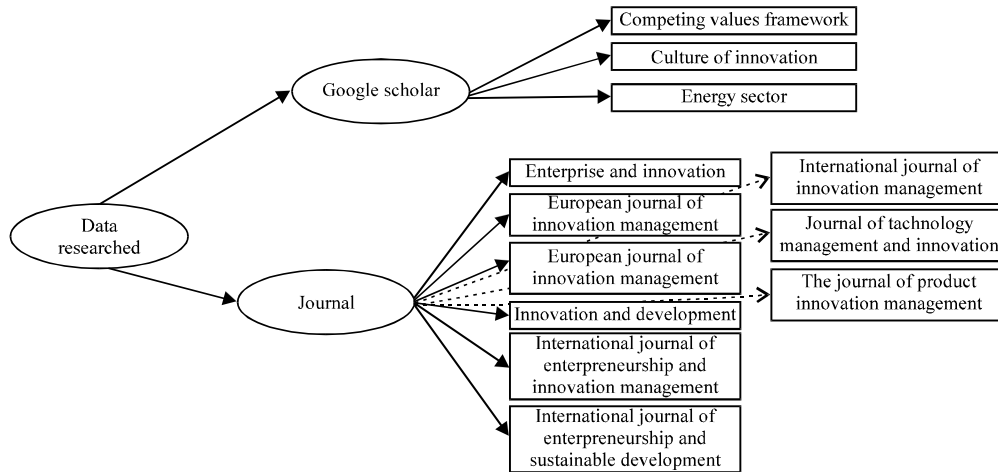 Competing values framework
Culture of innovation
Energy sector
Google scholar
Data
researched
Journal
Enterprise and innovation
European journal of
innovation management
European journal of
innovation management
Innovation and development
International journal of
enterpreneurship and
innovation management
International journal of
enterpreneurship and
sustainable development
International journal of
innovation management
Journal of tachnology
management and innovation
The journal of product
innovation management